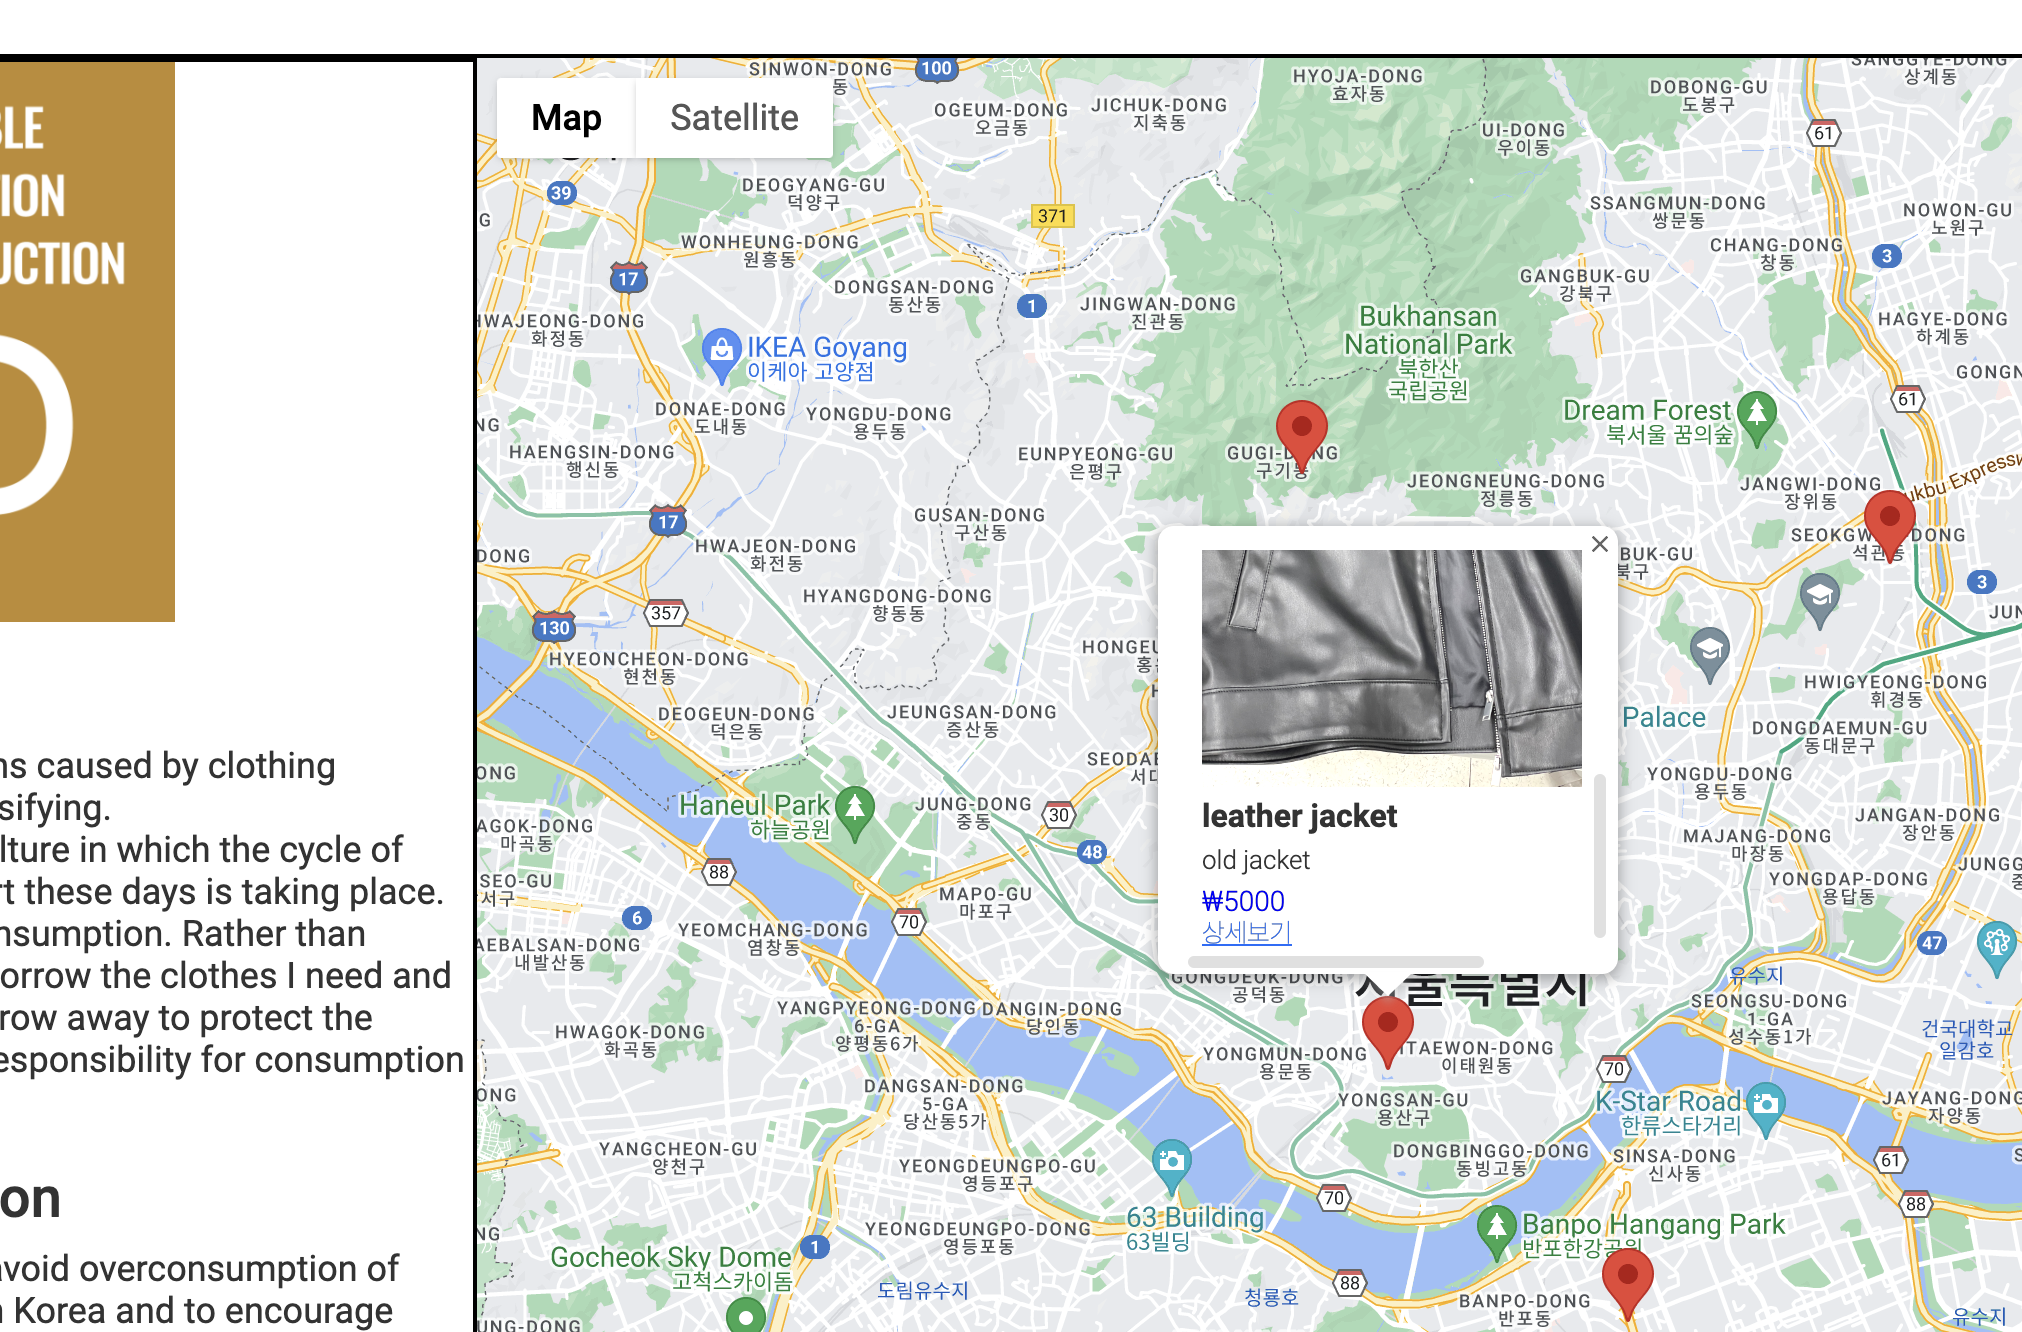 BLE
ION
UCTION
ns caused by clothing
sifying.
lture in which the cycle of
rt these days is taking place.
nsumption. Rather than
orrow the clothes I need and
row away to protect the
esponsibility for consumption
on
avoid overconsumption of
n Korea and to encourage
Map
Satellite
SINWON-DONG
동
100
OGEUM-DONG
오금동
JICHUK-DONG
지축동
HYOJA-DONG
효자동
DOBONG-GU
도봉구
SANGGYE-DONG
상계동
UI-DONG
우이동
61
39
DEOGYANG-GU
덕양구
371
SSANGMUN-DONG
쌍문동
NOWON-GU
노원구
G
WONHEUNG-DONG
원흥동
CHANG-DONG
창동
3
17
DONGSAN-DONG
동산동
1
JINGWAN-DONG
진관동
GANGBUK-GU
강북구
HWAJEONG-DONG
화정동
Bukhansan
National Park
북한산
국립공원
HAGYE-DONG
하계동
IKEA Goyang
이케아 고양점
GONGN
61
DONAE-DONG
도내동
YONGDU-DONG
용두동
Dream Forest
북서울 꿈의숲
NG
HAENGSIN-DONG
행신동
EUNPYEONG-GU
은평구
GUGI-DONG
구기동
JEONGNEUNG-DONG
정릉동
JANGWI-DONG
장위동
ukbu Expressw
17
GUSAN-DONG
구산동
SEOKGWAN-DONG
석관동
DONG
HWAJEON-DONG
화전동
BUK-GU
북구
3
HYANGDONG-DONG
향동동
357
130
JUN
HYEONCHEON-DONG
현천동
HONGEU
홍은
H
HWIGYEONG-DONG
휘경동
DEOGEUN-DONG
덕은동
JEUNGSAN-DONG
증산동
Palace
DONGDAEMUN-GU
동대문구
ONG
SEODAE
서대
YONGDU-DONG
용두동
Haneul Park
하늘공원
JUNG-DONG
중동
30
leather jacket
old jacket
₩5000
상세보기
JANGAN-DONG
장안동
AGOK-DONG
마곡동
48
MAJANG-DONG
마장동
JUNGG
중
SEO-GU
서구
88
MAPO-GU
마포구
YONGDAP-DONG
용답동
6
70
YEOMCHANG-DONG
염창동
47
AEBALSAN-DONG
내발산동
GONGDEOK-DONG
공덕동
서울특별시
유수지
YANGPYEONG-DONG
6-GA
양평동6가
DANGIN-DONG
당인동
SEONGSU-DONG
1-GA
성수동1가
HWAGOK-DONG
화곡동
건국대학교
일감호
YONGMUN-DONG
용문동
ITAEWON-DONG
이태원동
70
DANGSAN-DONG
5-GA
당산동5가
YONGSAN-GU
용산구
K-Star Road
한류스타거리
JAYANG-DONG
자양동
ONG
YANGCHEON-GU
양천구
YEONGDEUNGPO-GU
영등포구
DONGBINGGO-DONG
동빙고동
SINSA-DONG
신사동
61
S
70
88
63 Building
63빌딩
Banpo Hangang Park
반포한강공원
NG
YEONGDEUNGPO-DONG
영등포동
1
Gocheok Sky Dome
고척스카이돔
도림유수지
청룡호
88
BANPO-DONG
반포동
유수지
UNG-DONG